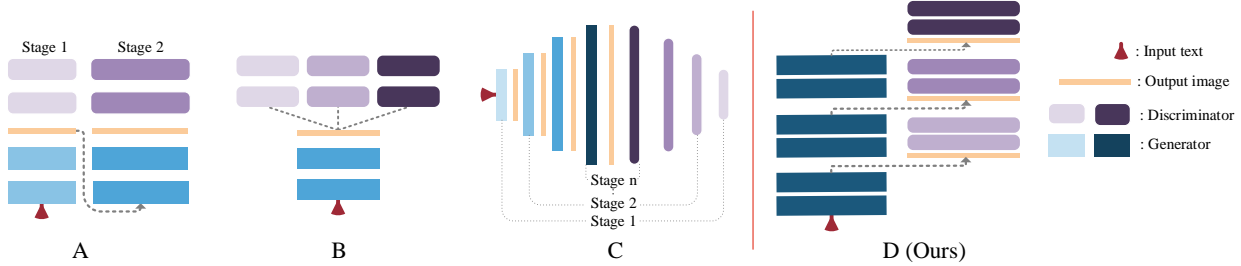 Stage 1
Stage 2
Stage n
Stage 2
Stage 1
: Input text
: Output image
: Discriminator
: Generator
A
B
C
D (Ours)